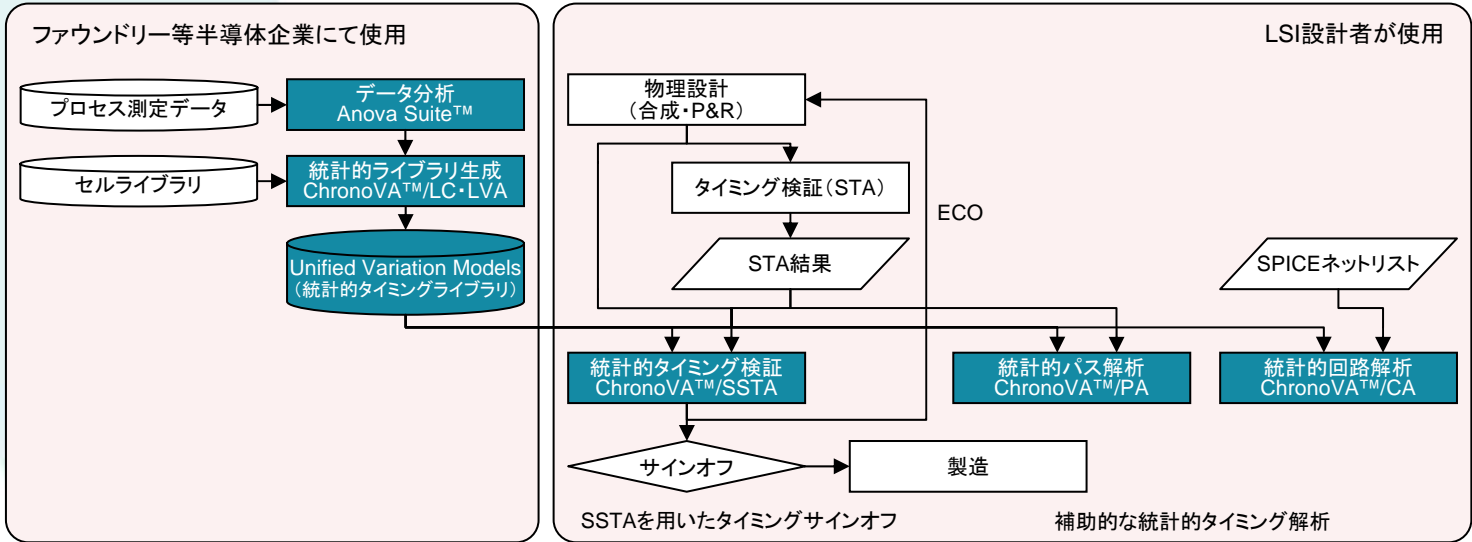 ファウンドリー等半導体企業にて使用
プロセス測定データ
データ分析
Anova Suite™
セルライブラリ
統計的ライブラリ生成
ChronoVA™/LC・LVA
Unified Variation Models
(統計的タイミングライブラリ)
LSI設計者が使用
物理設計
(合成・P&R)
タイミング検証(STA)
ECO
STA結果
SPICEネットリスト
統計的タイミング検証
ChronoVA™/SSTA
統計的パス解析
ChronoVA™/PA
統計的回路解析
ChronoVA™/CA
サインオフ
製造
SSTAを用いたタイミングサインオフ
補助的な統計的タイミング解析